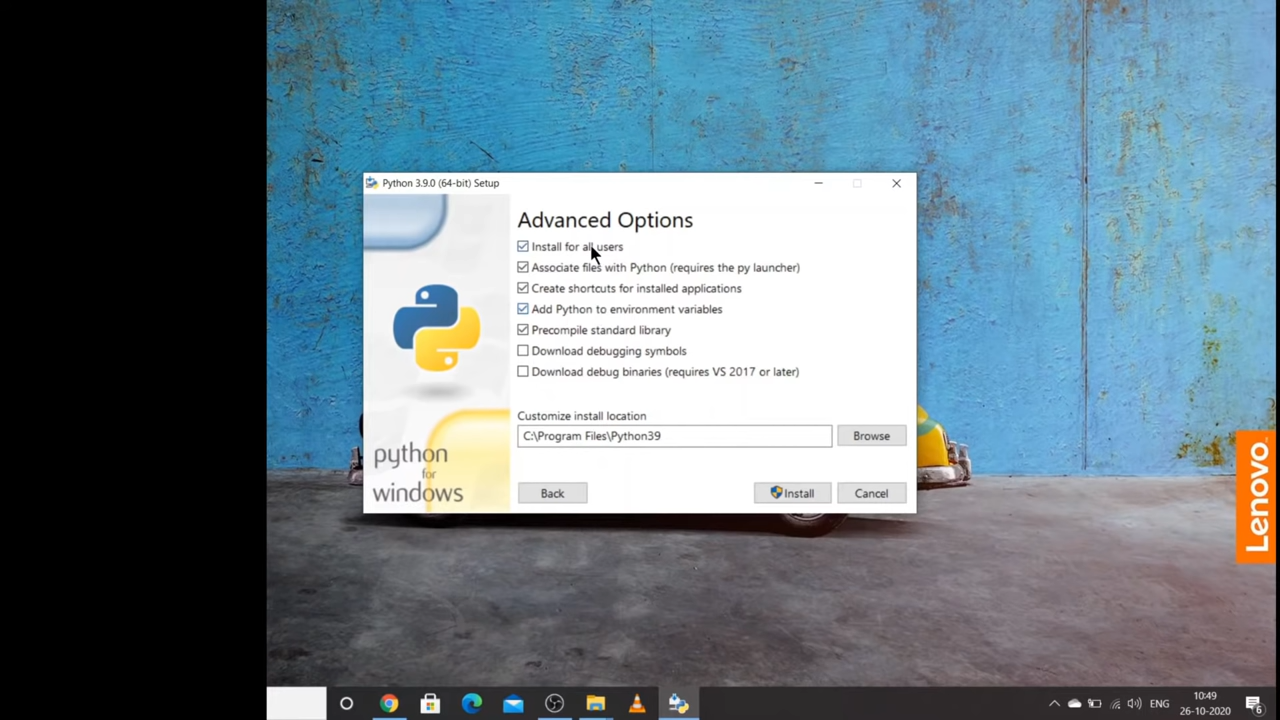 Python 3.9.0 (64-bit) Setup
Advanced Options
Install for all users
Associate files with Python (requires the py launcher)
Create shortcuts for installed applications
Add Python to environment variables
Precompile standard library
Download debugging symbols
Download debug binaries (requires VS 2017 or later)
Customize install location
C:\Program Files\Python39
Browse
python
for
windows
Back
Install
Cancel
Lenovo
ENG
10:49
26-10-2020
6